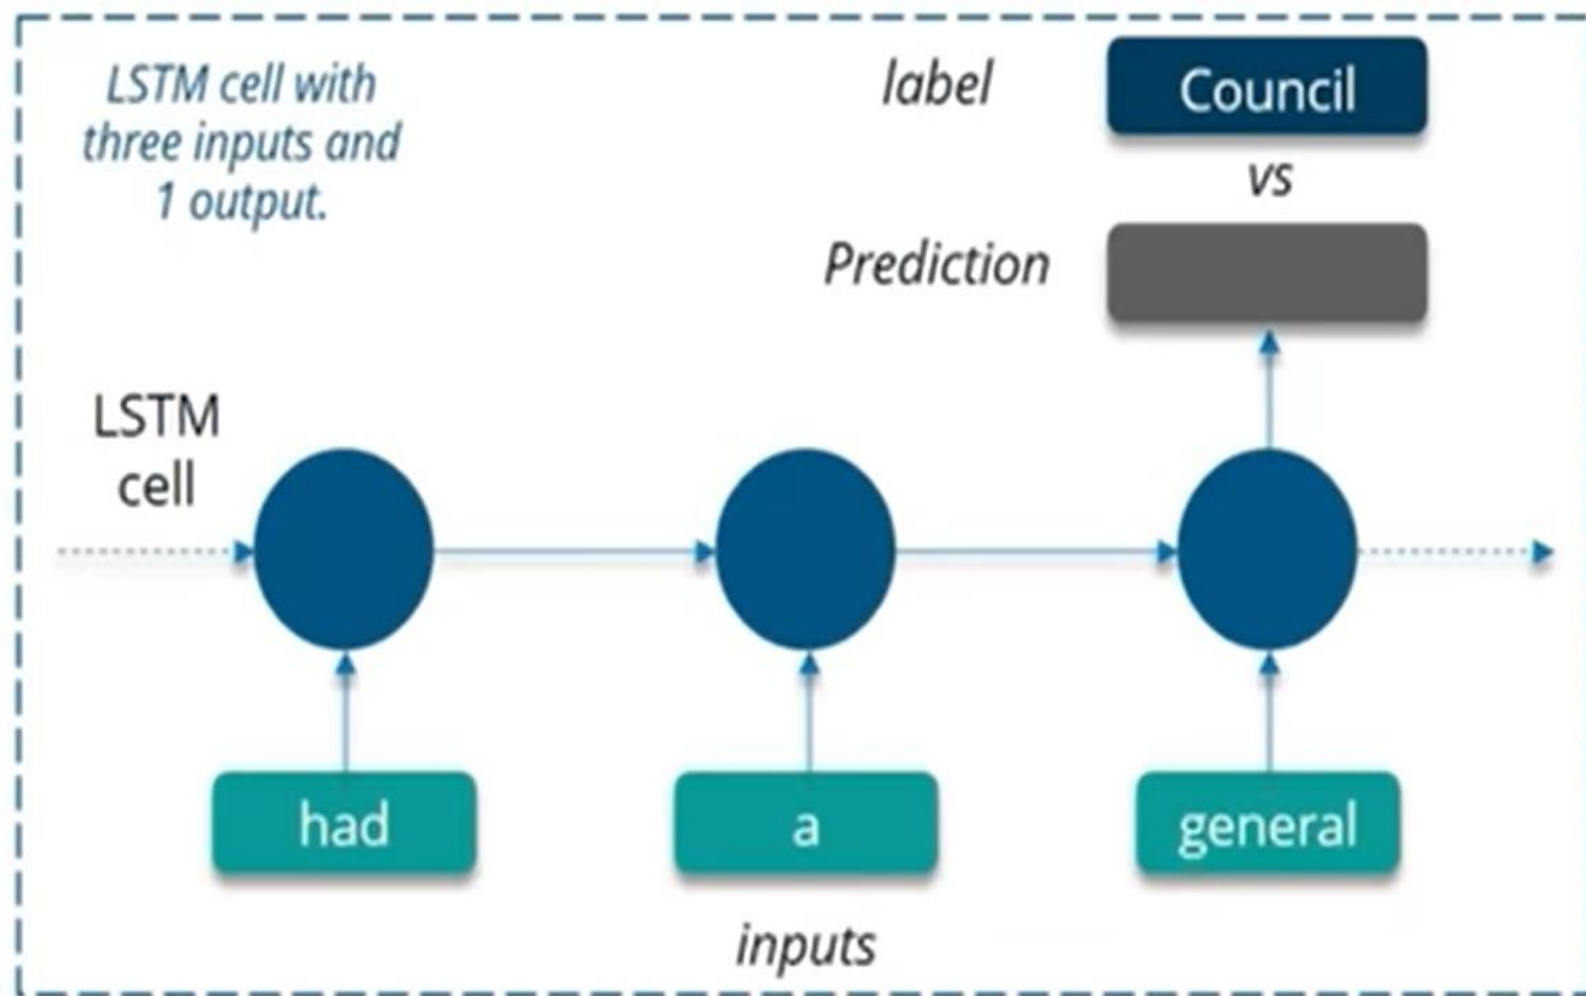 LSTM cell with
three inputs and
1 output.
label
Council
vs
Prediction
LSTM
cell
had
a
general
inputs